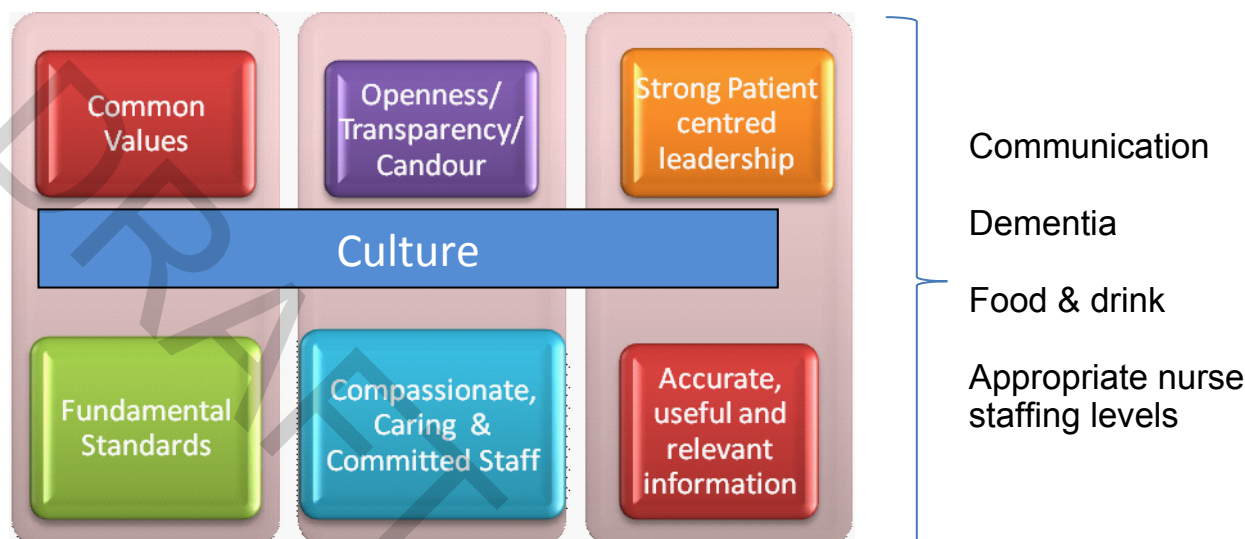 Common
Values
Openness/
Transparency/
Candour
Strong Patient
centred
leadership
Culture
Fundamental
Standards
Compassionate,
Caring &
Committed Staff
Accurate,
useful and
relevant
information
Communication
Dementia
Food & drink
Appropriate nurse
staffing levels
DRAFT